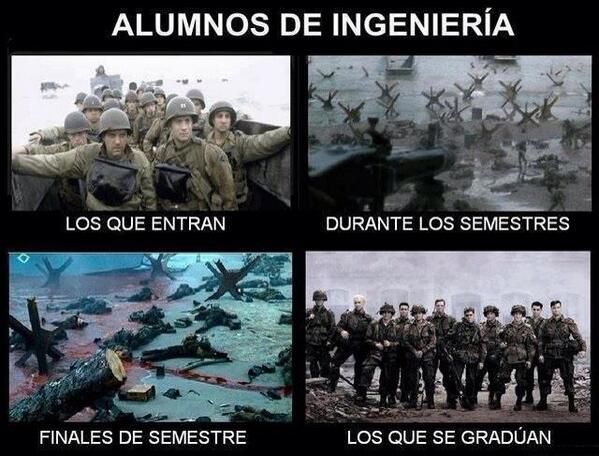 ALUMNOS DE INGENIERÍA
LOS QUE ENTRAN
DURANTE LOS SEMESTRES
FINALES DE SEMESTRE
LOS QUE SE GRADÚAN